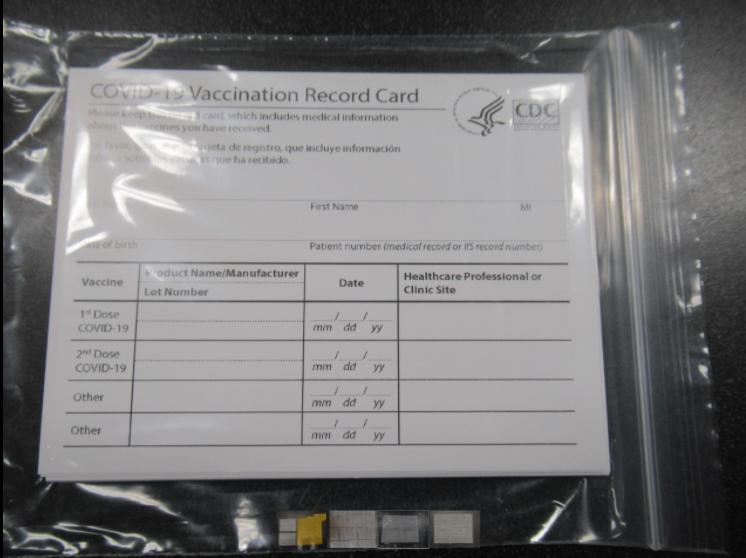 COVID-19 Vaccination Record Card
CDC
Please keep this record card, which includes medical information
about the vaccines you have received.
Por favor, guarde esta tarjeta de registro, que incluye información
médica sobre las vacunas que ha recibido.
First Name MI
Date of birth Patient number (medical record or IIS record number)
Vaccine Product Name/Manufacturer Date Healthcare Professional or
Lot Number Clinic Site
1st Dose
COVID-19 / /
mm dd yy
2nd Dose
COVID-19 / /
mm dd yy
Other / /
mm dd yy
Other / /
mm dd yy